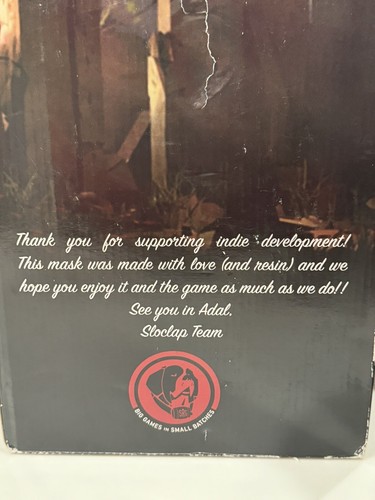 Thank you for supporting indie development!
This mask was made with love (and resin) and we
hope you enjoy it and the game as much as we do!!
See you in Adal,
Sloclap Team
BIG GAMES IN SMALL BATCHES